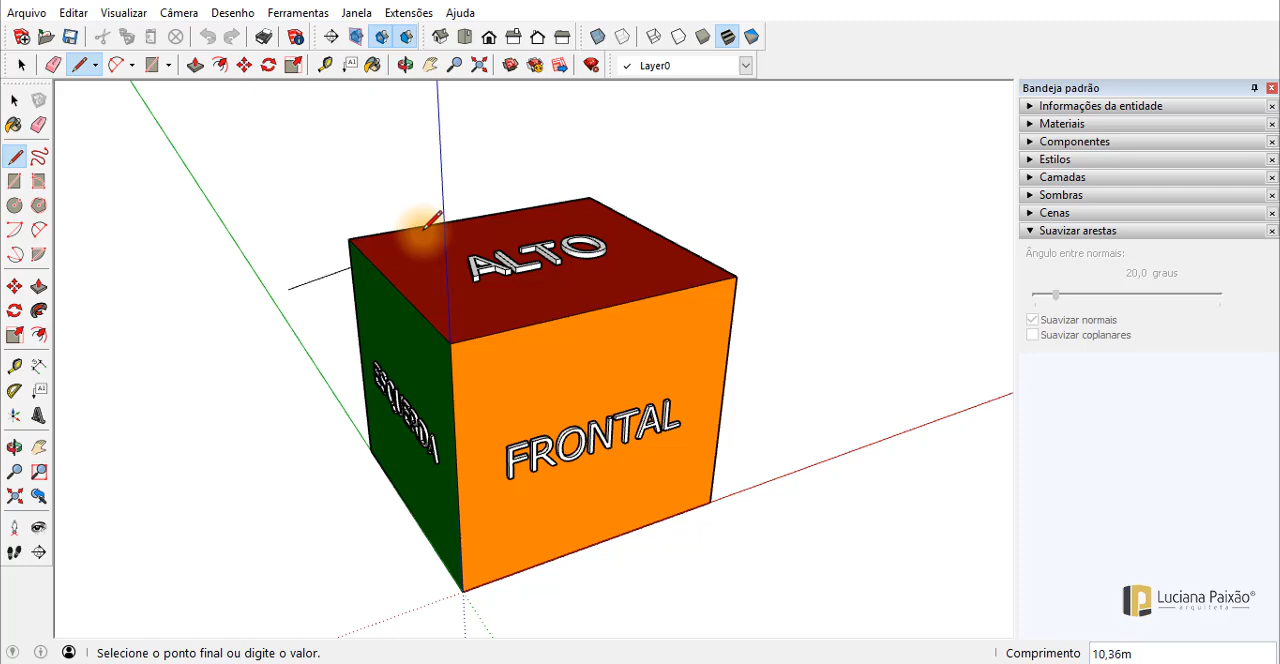 Arquivo Editar Visualizar Câmera Desenho Ferramentas Janela Extensões Ajuda
Layer0
Bandeja padrão
Informações da entidade
Materiais
Componentes
Estilos
Camadas
Sombras
Cenas
Suavizar arestas
Ângulo entre normais:
20,0 graus
Suavizar normais
Suavizar coplanares
ALTO
FRONTAL
ESQUERDA
Luciana Paixão®
arquiteta
Selecione o ponto final ou digite o valor.
Comprimento 10,36m